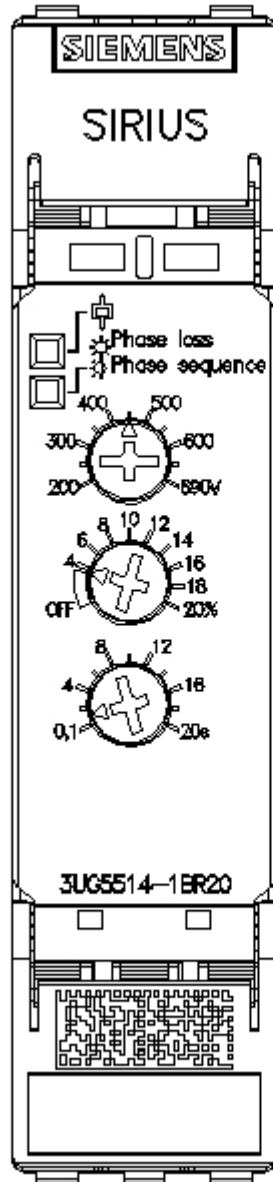 SIEMENS
SIRIUS
Phase loss
Phase sequence
400 500
300 600
200 690V
10
8 12
6 14
4 16
18
OFF 20%
8 12
4 16
0,1 20s
3UG5514-1BR20